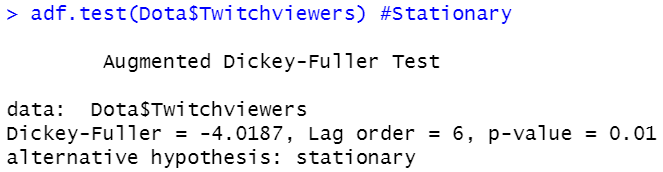 > adf.test(Dota$Twitchviewers) #Stationary
Augmented Dickey-Fuller Test
data:  Dota$Twitchviewers
Dickey-Fuller = -4.0187, Lag order = 6, p-value = 0.01
alternative hypothesis: stationary